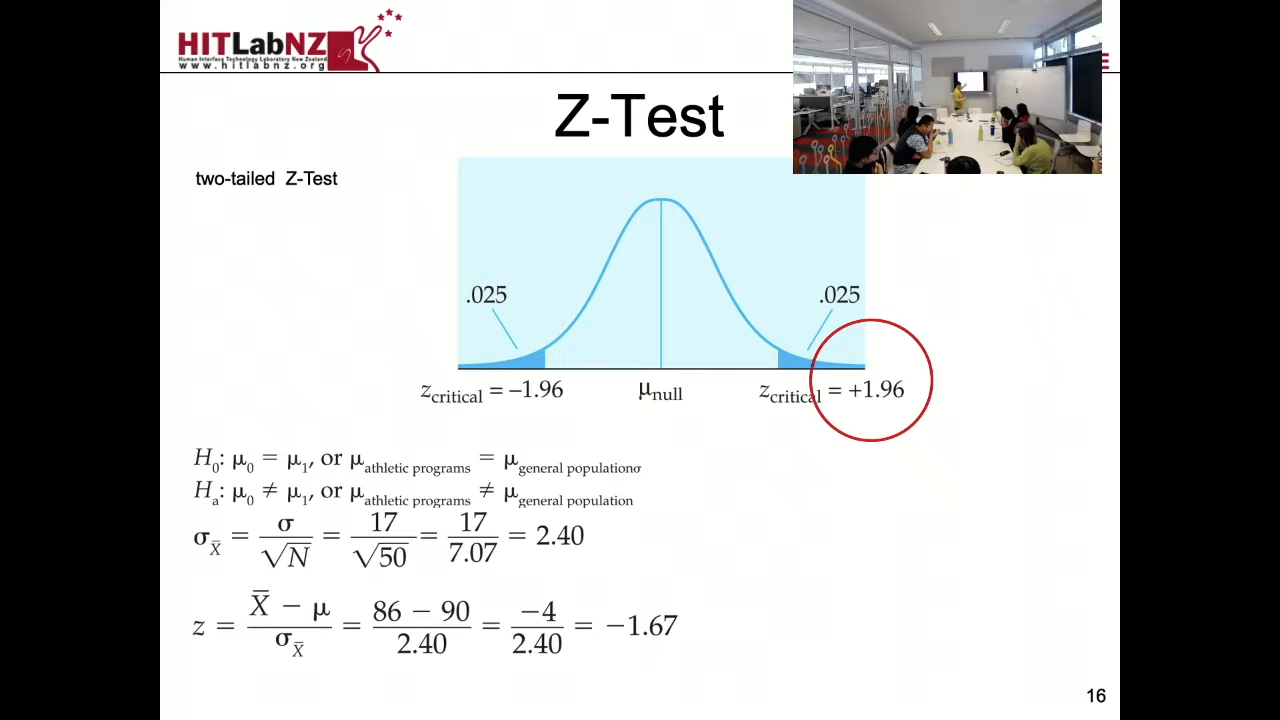 HITLabNZ
Human Interface Technology Laboratory New Zealand
www.hitlabnz.org
Z-Test
two-tailed Z-Test
.025
.025
z_critical = –1.96
μ_null
z_critical = +1.96
H₀: μ₀ = μ₁, or μ_athletic programs = μ_general populationσ
Hₐ: μ₀ ≠ μ₁, or μ_athletic programs ≠ μ_general population
σ_X̄ = σ/√N = 17/√50 = 17/7.07 = 2.40
z = (X̄ − μ)/σ_X̄ = (86 − 90)/2.40 = −4/2.40 = −1.67
16